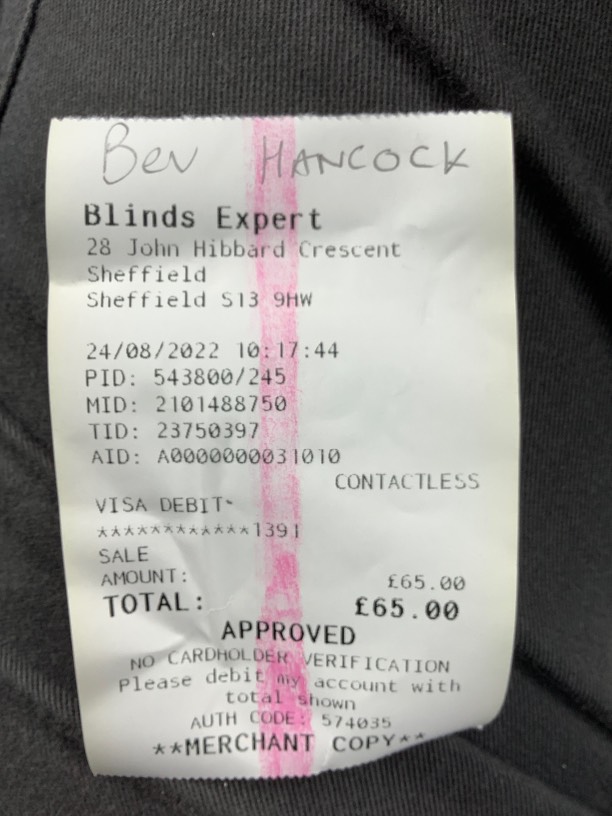 Ben HANCOCK
Blinds Expert
28 John Hibbard Crescent
Sheffield
Sheffield S13 9HW
24/08/2022 10:17:44
PID: 543800/245
MID: 2101488750
TID: 23750397
AID: A0000000031010
CONTACTLESS
VISA DEBIT-
************1391
SALE
AMOUNT: £65.00
TOTAL: £65.00
APPROVED
NO CARDHOLDER VERIFICATION
Please debit my account with
total shown
AUTH CODE: 574035
**MERCHANT COPY**